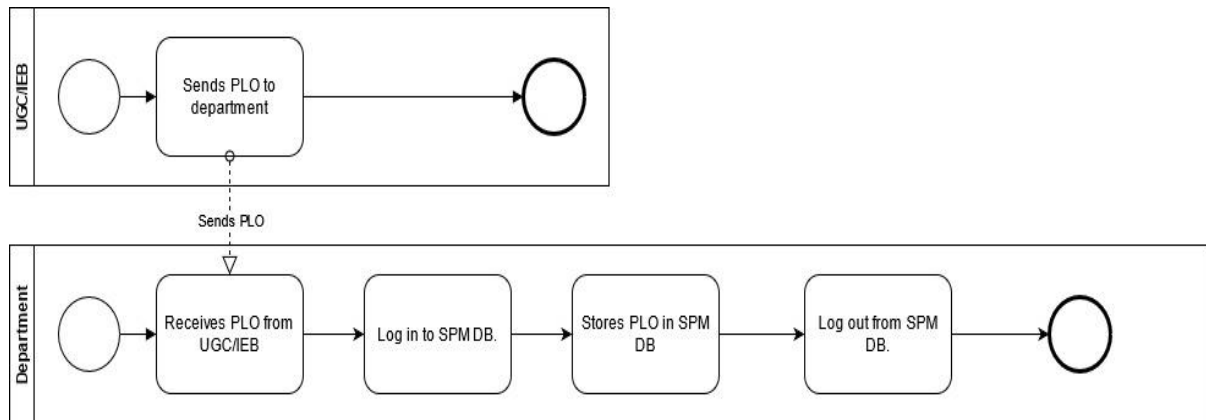 UGC/IEB
Sends PLO to
department
Sends PLO
Department
Receives PLO from
UGC/IEB
Log in to SPM DB.
Stores PLO in SPM
DB
Log out from SPM
DB.